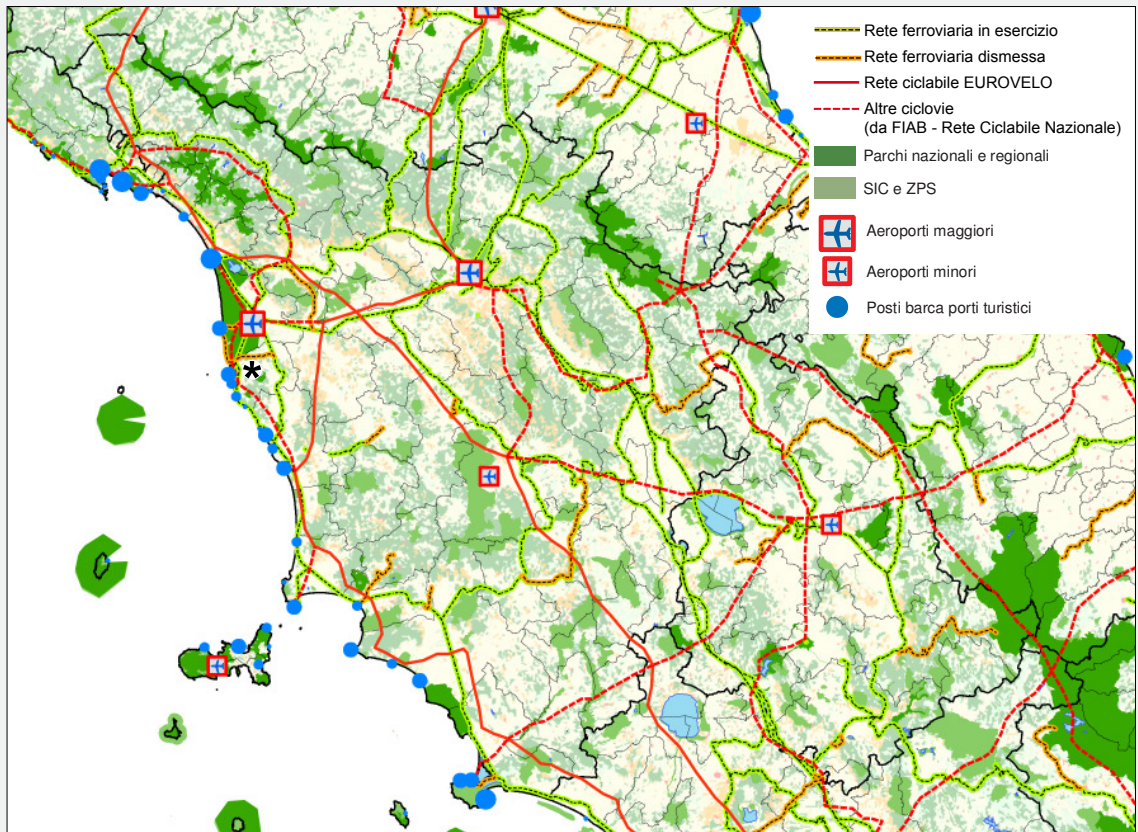 Rete ferroviaria in esercizio
Rete ferroviaria dismessa
Rete ciclabile EUROVELO
Altre ciclovie
(da FIAB - Rete Ciclabile Nazionale)
Parchi nazionali e regionali
SIC e ZPS
Aeroporti maggiori
Aeroporti minori
Posti barca porti turistici
*